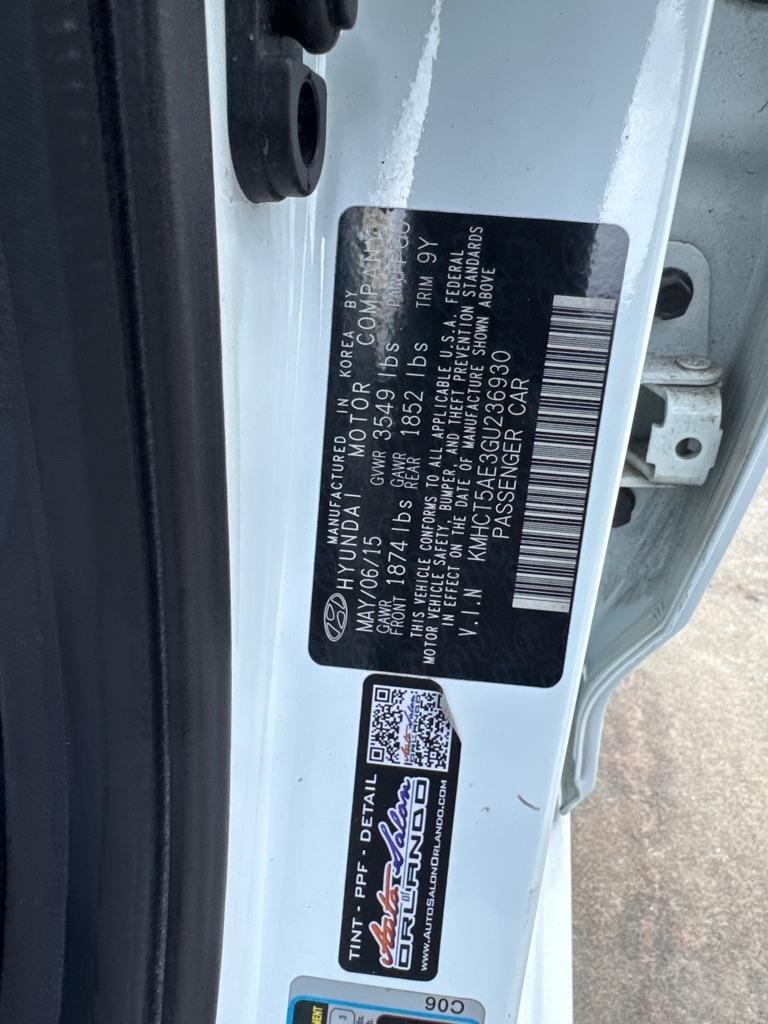 MANUFACTURED IN KOREA BY
HYUNDAI MOTOR COMPANY
MAY/06/15 GVWR 3549 lbs PAINT
GAWR FRONT 1874 lbs GAWR REAR 1852 lbs TRIM 9Y
THIS VEHICLE CONFORMS TO ALL APPLICABLE U.S.A. FEDERAL
MOTOR VEHICLE SAFETY, BUMPER, AND THEFT PREVENTION STANDARDS
IN EFFECT ON THE DATE OF MANUFACTURE SHOWN ABOVE
V.I.N KMHCT5AE3GU236930
PASSENGER CAR
TINT - PPF - DETAIL
Auto Salon
OF
ORLANDO
www.AutoSalonOrlando.com
C06
3